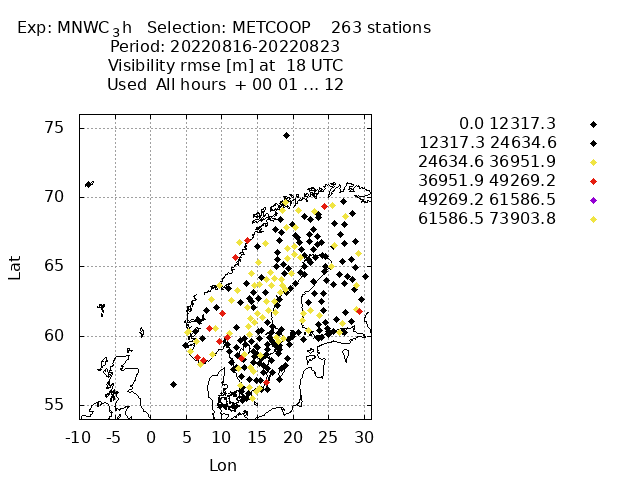 Exp: MNWC_3h   Selection: METCOOP    263 stations
Period: 20220816-20220823
Visibility rmse [m] at  18 UTC
Used  All hours  + 00 01 ... 12
0.0 12317.3
12317.3 24634.6
24634.6 36951.9
36951.9 49269.2
49269.2 61586.5
61586.5 73903.8
75
70
65
60
55
Lat
-10 -5 0 5 10 15 20 25 30
Lon